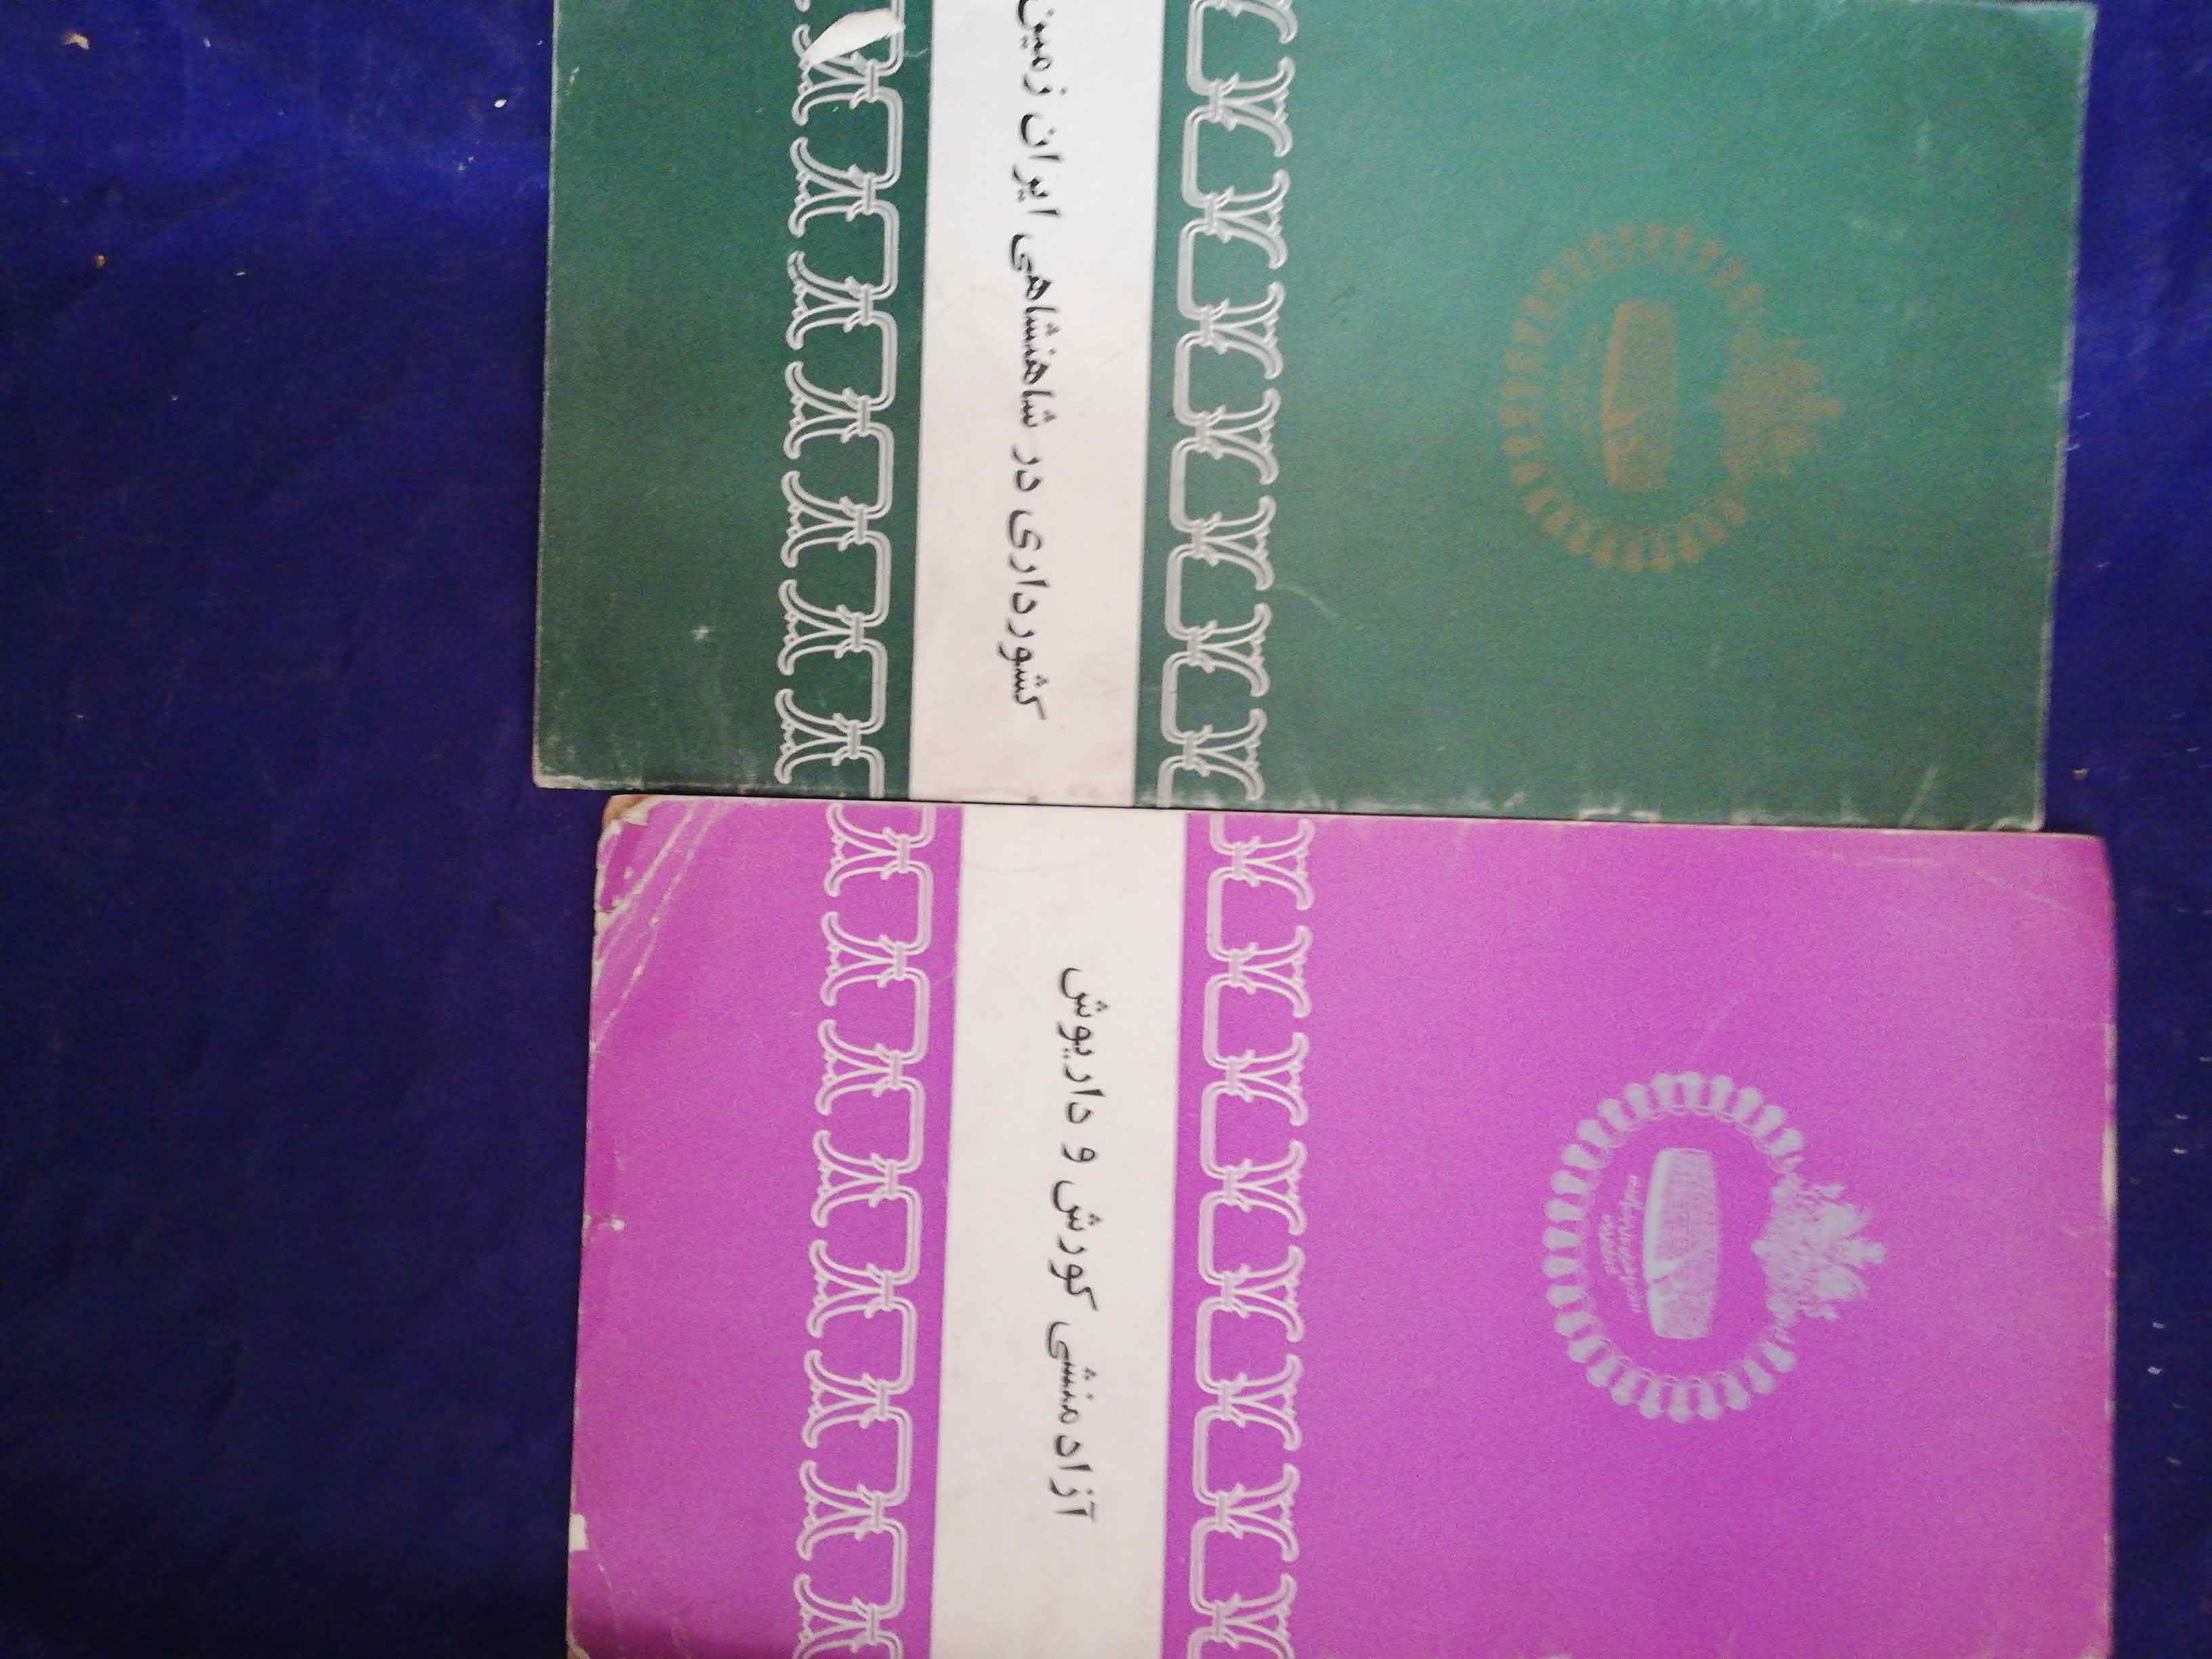 کشورداری در شاهنشاهی ایران زمین
آزادمنشی کورش و داریوش